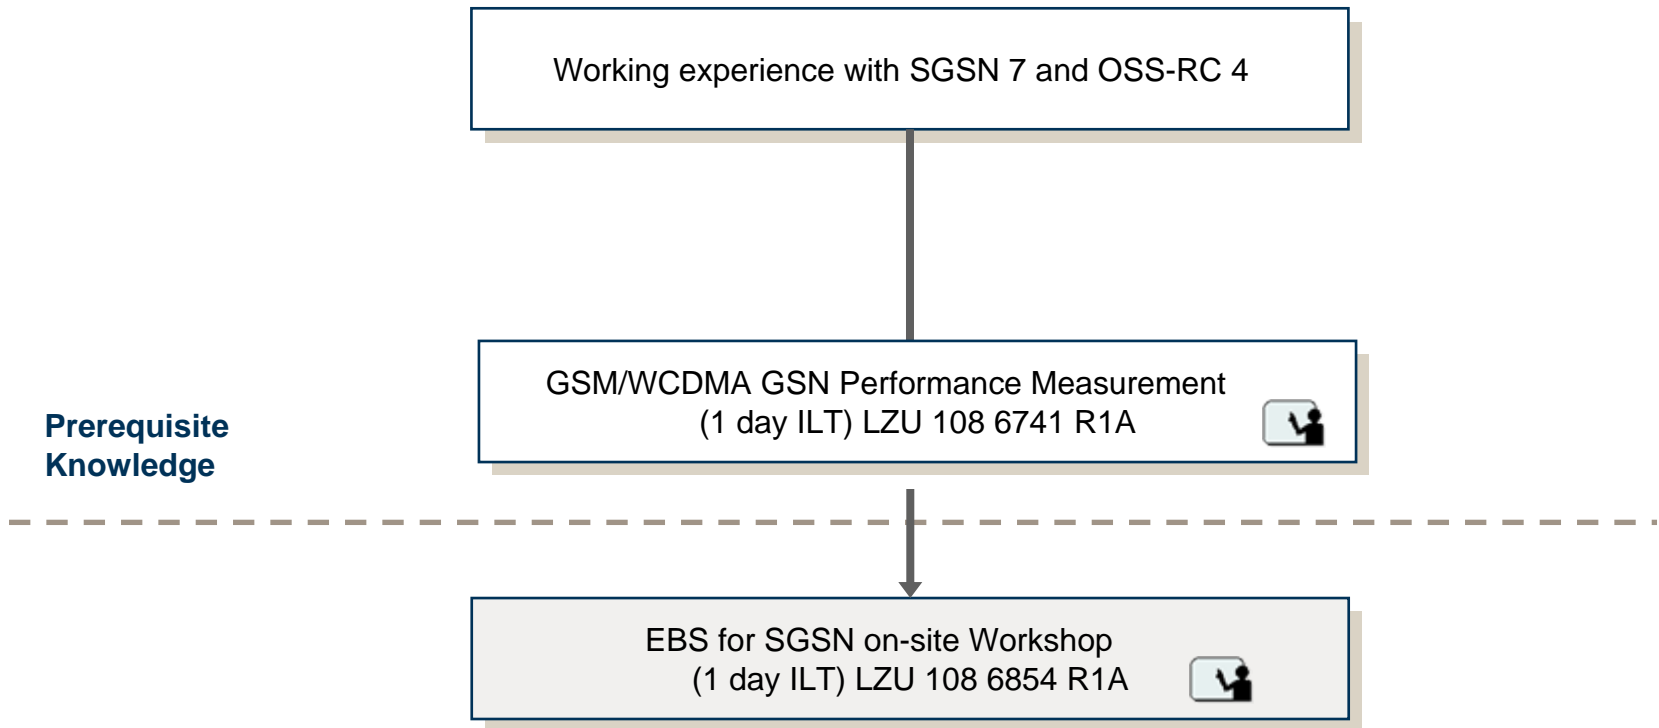 Working experience with SGSN 7 and OSS-RC 4
GSM/WCDMA GSN Performance Measurement
(1 day ILT) LZU 108 6741 R1A
Prerequisite
Knowledge
EBS for SGSN on-site Workshop
(1 day ILT) LZU 108 6854 R1A